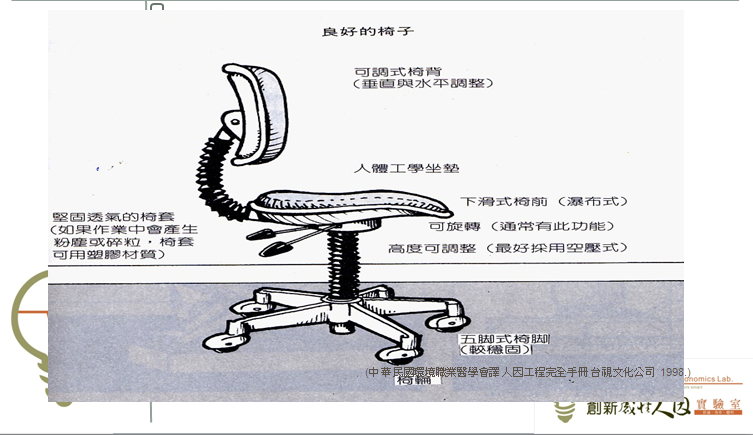 良好的椅子
可調式椅背
(垂直與水平調整)
人體工學坐墊
下滑式椅前 (瀑布式)
可旋轉 (通常有此功能)
高度可調整 (最好採用空壓式)
堅固透氣的椅套
(如果作業中會產生
粉塵或碎粒，椅套
可用塑膠材質)
五脚式椅脚
(較穩固)
椅輪
(中華民國環境職業醫學會譯 人因工程完全手冊 台視文化公司 1998.)
nomics Lab.
創新感性人因 實驗室